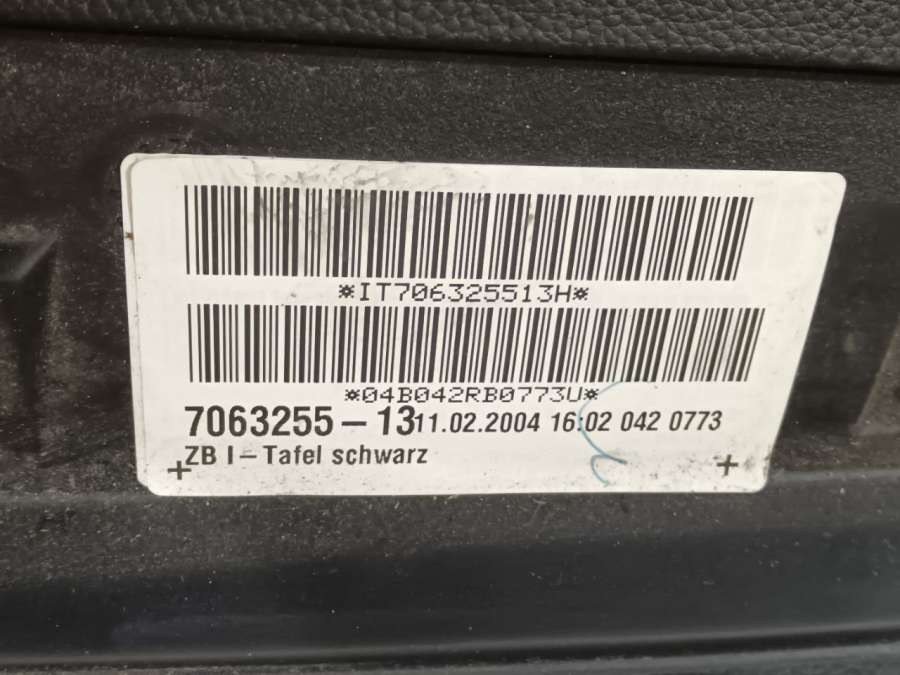 *IT706325513H*
*04B042RB0773U*
7063255-13 11.02.2004 16:02 042 0773
ZB I-Tafel schwarz